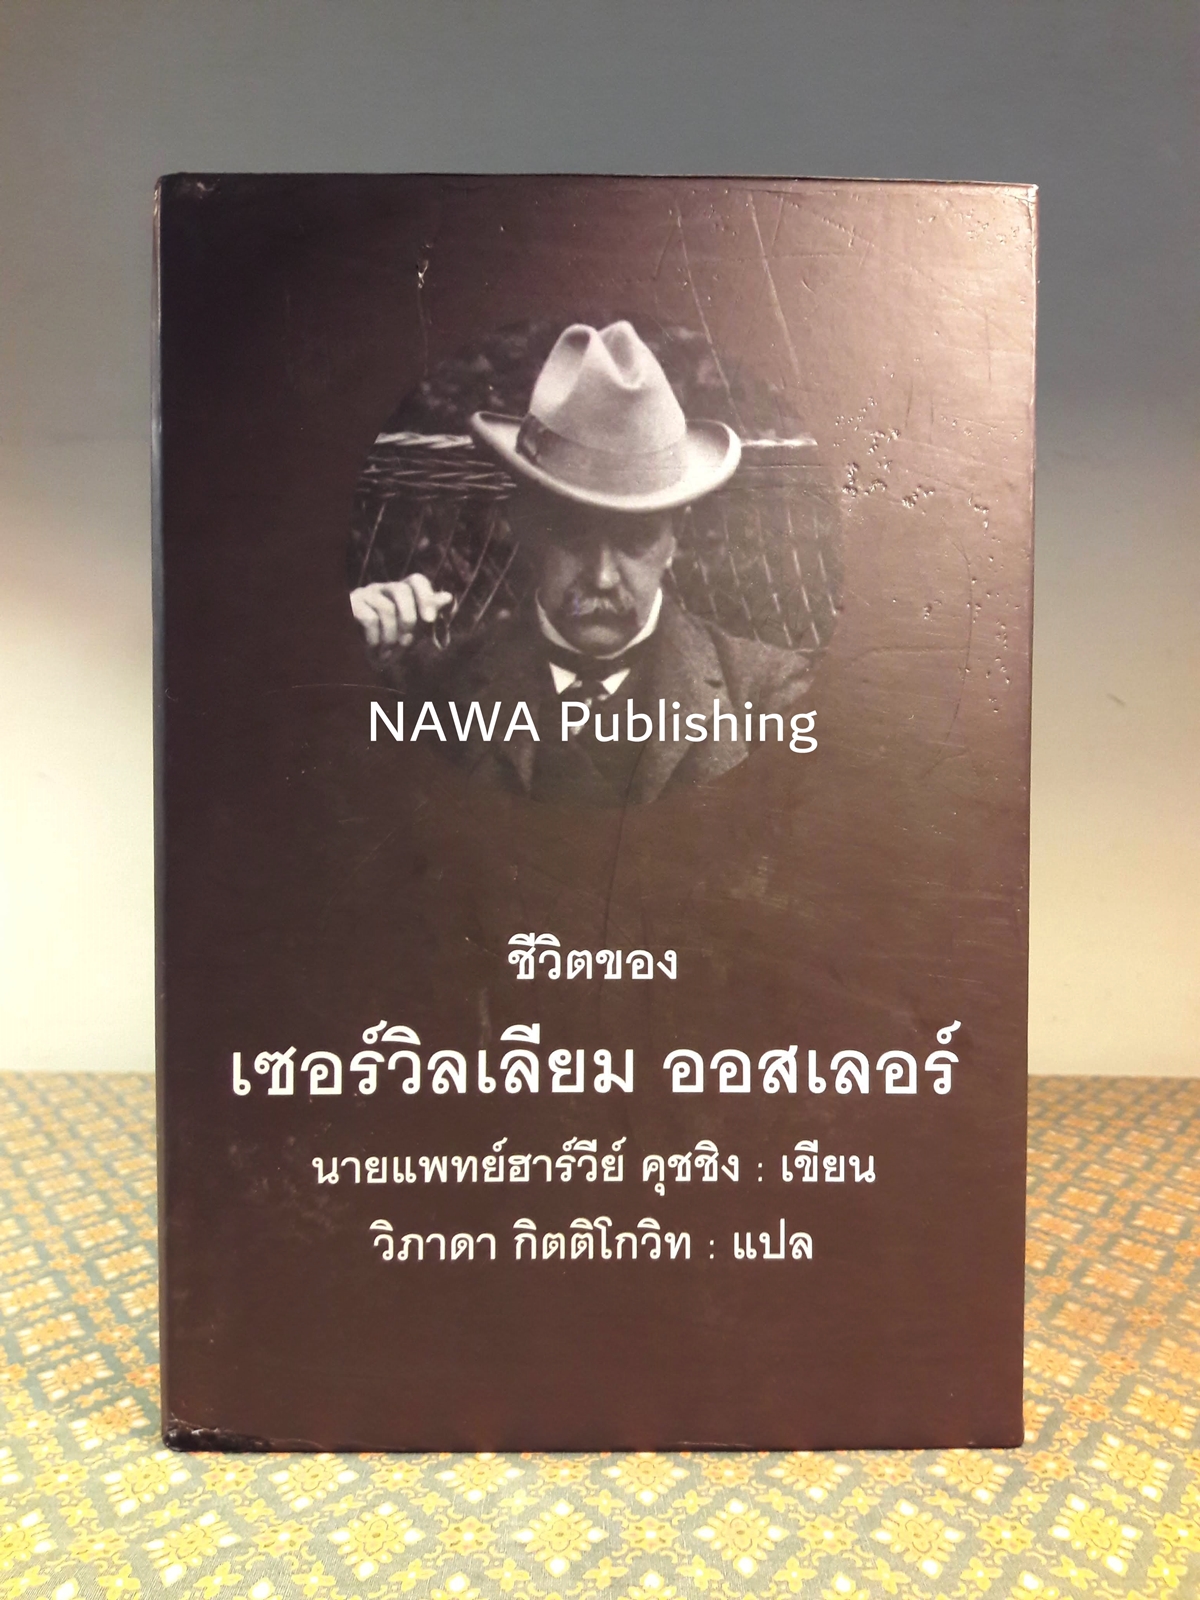 NAWA Publishing
ชีวิตของ
เซอร์วิลเลียม ออสเลอร์
นายแพทย์ฮาร์วีย์ คุชชิง : เขียน
วิภาดา กิตติโกวิท : แปล